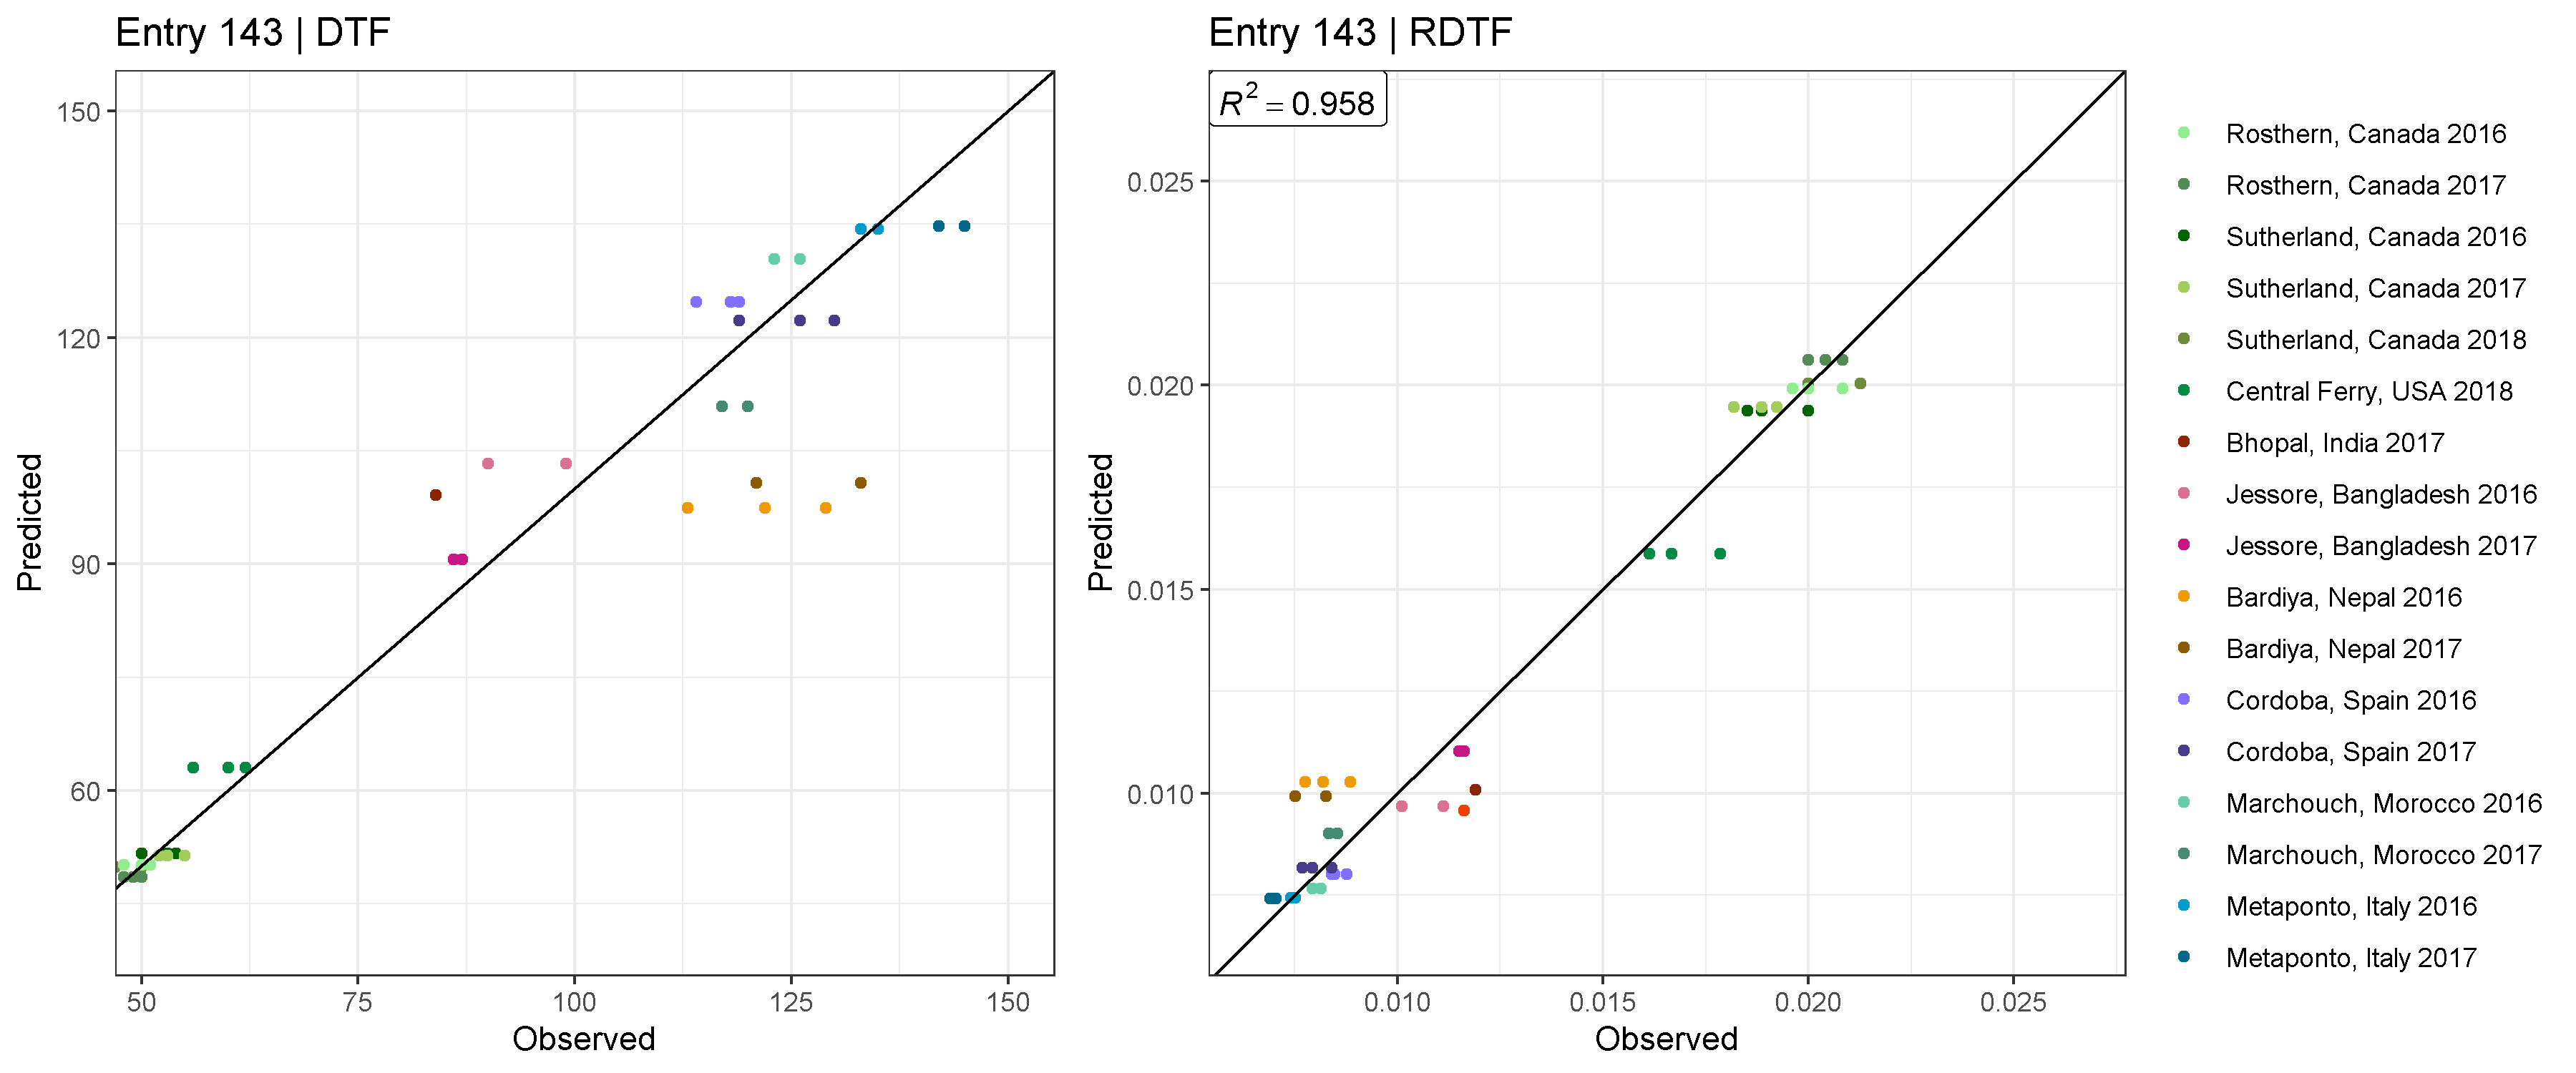 Entry 143 | DTF
150
120
90
60
Predicted
50 75 100 125 150
Observed
Entry 143 | RDTF
R² = 0.958
0.025
0.020
0.015
0.010
Predicted
0.010 0.015 0.020 0.025
Observed
Rosthern, Canada 2016
Rosthern, Canada 2017
Sutherland, Canada 2016
Sutherland, Canada 2017
Sutherland, Canada 2018
Central Ferry, USA 2018
Bhopal, India 2017
Jessore, Bangladesh 2016
Jessore, Bangladesh 2017
Bardiya, Nepal 2016
Bardiya, Nepal 2017
Cordoba, Spain 2016
Cordoba, Spain 2017
Marchouch, Morocco 2016
Marchouch, Morocco 2017
Metaponto, Italy 2016
Metaponto, Italy 2017